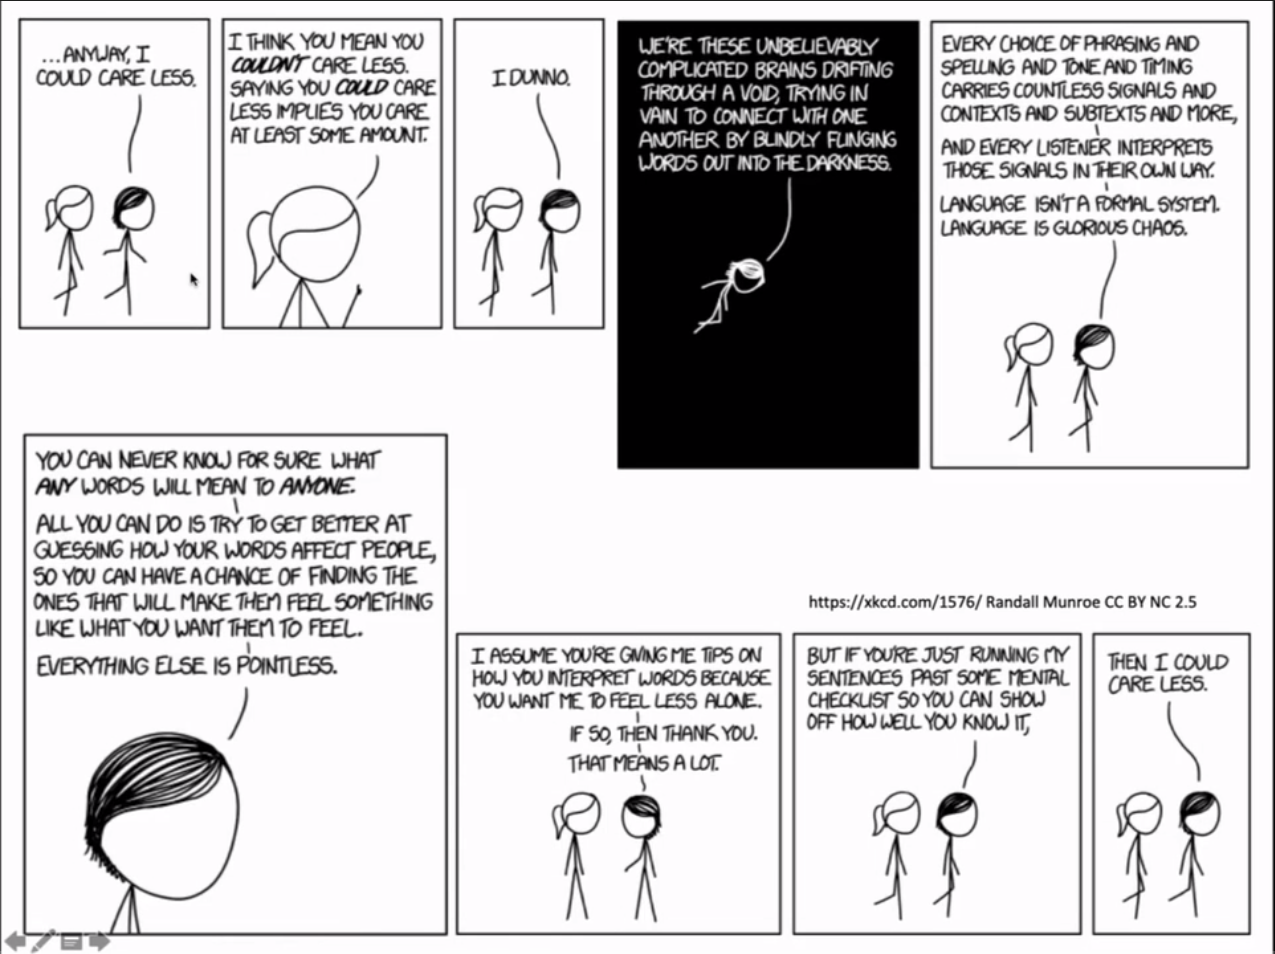 ...ANYWAY, I
COULD CARE LESS.
I THINK YOU MEAN YOU
COULDN'T CARE LESS.
SAYING YOU COULD CARE
LESS IMPLIES YOU CARE
AT LEAST SOME AMOUNT.
I DUNNO.
WE'RE THESE UNBELIEVABLY
COMPLICATED BRAINS DRIFTING
THROUGH A VOID, TRYING IN
VAIN TO CONNECT WITH ONE
ANOTHER BY BLINDLY FLINGING
WORDS OUT INTO THE DARKNESS.
EVERY CHOICE OF PHRASING AND
SPELLING AND TONE AND TIMING
CARRIES COUNTLESS SIGNALS AND
CONTEXTS AND SUBTEXTS AND MORE,
AND EVERY LISTENER INTERPRETS
THOSE SIGNALS IN THEIR OWN WAY.
LANGUAGE ISN'T A FORMAL SYSTEM.
LANGUAGE IS GLORIOUS CHAOS.
YOU CAN NEVER KNOW FOR SURE WHAT
ANY WORDS WILL MEAN TO ANYONE.
ALL YOU CAN DO IS TRY TO GET BETTER AT
GUESSING HOW YOUR WORDS AFFECT PEOPLE,
SO YOU CAN HAVE A CHANCE OF FINDING THE
ONES THAT WILL MAKE THEM FEEL SOMETHING
LIKE WHAT YOU WANT THEM TO FEEL.
EVERYTHING ELSE IS POINTLESS.
https://xkcd.com/1576/ Randall Munroe CC BY NC 2.5
I ASSUME YOU'RE GIVING ME TIPS ON
HOW YOU INTERPRET WORDS BECAUSE
YOU WANT ME TO FEEL LESS ALONE.
IF SO, THEN THANK YOU.
THAT MEANS A LOT.
BUT IF YOU'RE JUST RUNNING MY
SENTENCES PAST SOME MENTAL
CHECKLIST SO YOU CAN SHOW
OFF HOW WELL YOU KNOW IT,
THEN I COULD
CARE LESS.